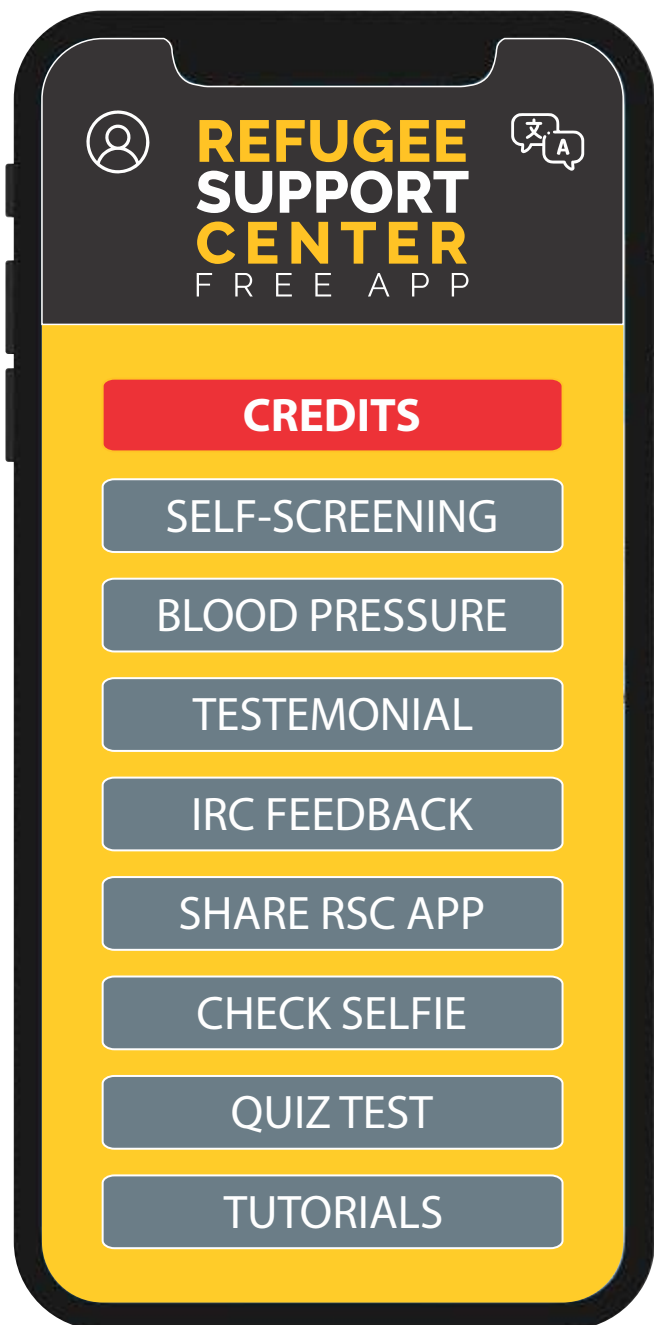 REFUGEE
SUPPORT
CENTER
FREE APP
文 A
CREDITS
SELF-SCREENING
BLOOD PRESSURE
TESTEMONIAL
IRC FEEDBACK
SHARE RSC APP
CHECK SELFIE
QUIZ TEST
TUTORIALS